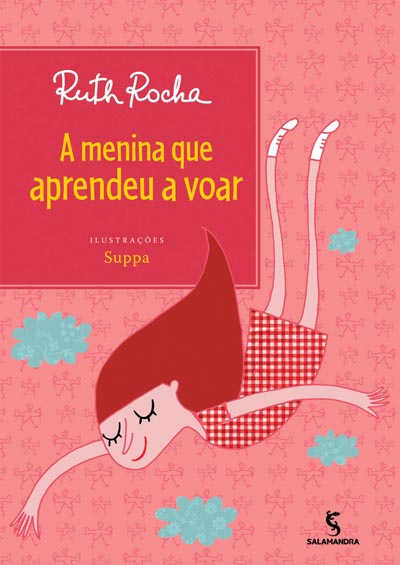 Ruth Rocha
A menina que
aprendeu a voar
ILUSTRAÇÕES
Suppa
SALAMANDRA